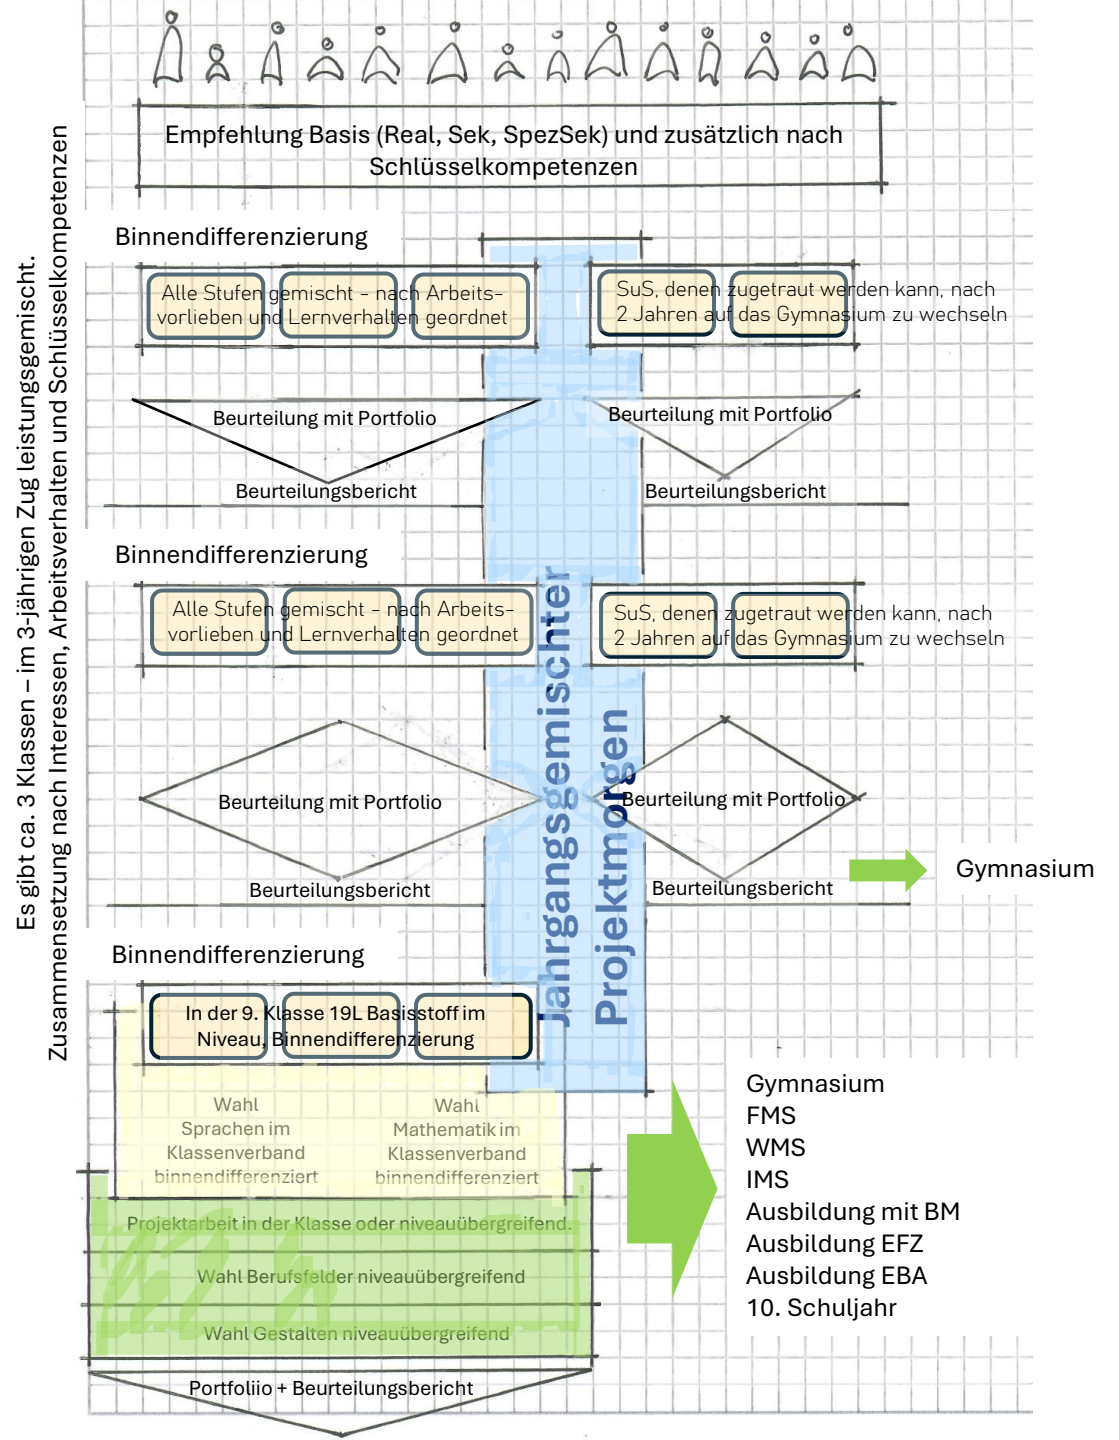 Es gibt ca. 3 Klassen – im 3-jährigen Zug leistungsgemischt.
Zusammensetzung nach Interessen, Arbeitsverhalten und Schlüsselkompetenzen
Empfehlung Basis (Real, Sek, SpezSek) und zusätzlich nach
Schlüsselkompetenzen
Binnendifferenzierung
Alle Stufen gemischt – nach Arbeits-
vorlieben und Lernverhalten geordnet
SuS, denen zugetraut werden kann, nach
2 Jahren auf das Gymnasium zu wechseln
Beurteilung mit Portfolio
Beurteilung mit Portfolio
Beurteilungsbericht
Beurteilungsbericht
Binnendifferenzierung
Alle Stufen gemischt – nach Arbeits-
vorlieben und Lernverhalten geordnet
SuS, denen zugetraut werden kann, nach
2 Jahren auf das Gymnasium zu wechseln
Jahrgangsgemischter
Projektmorgen
Beurteilung mit Portfolio
Beurteilung mit Portfolio
Beurteilungsbericht
Beurteilungsbericht
Gymnasium
Binnendifferenzierung
In der 9. Klasse 19L Basisstoff im
Niveau, Binnendifferenzierung
Wahl
Sprachen im
Klassenverband
binnendifferenziert
Wahl
Mathematik im
Klassenverband
binnendifferenziert
Projektarbeit in der Klasse oder niveauübergreifend.
Wahl Berufsfelder niveauübergreifend
Wahl Gestalten niveauübergreifend
Portfoliio + Beurteilungsbericht
Gymnasium
FMS
WMS
IMS
Ausbildung mit BM
Ausbildung EFZ
Ausbildung EBA
10. Schuljahr